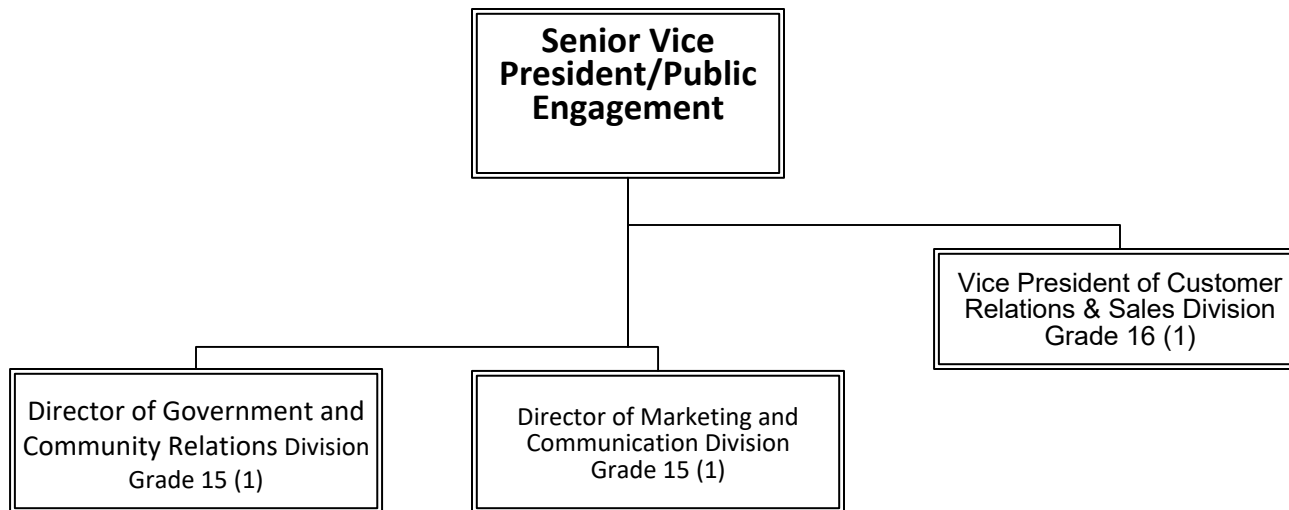 Senior Vice
President/Public
Engagement
Vice President of Customer
Relations & Sales Division
Grade 16 (1)
Director of Government and
Community Relations Division
Grade 15 (1)
Director of Marketing and
Communication Division
Grade 15 (1)